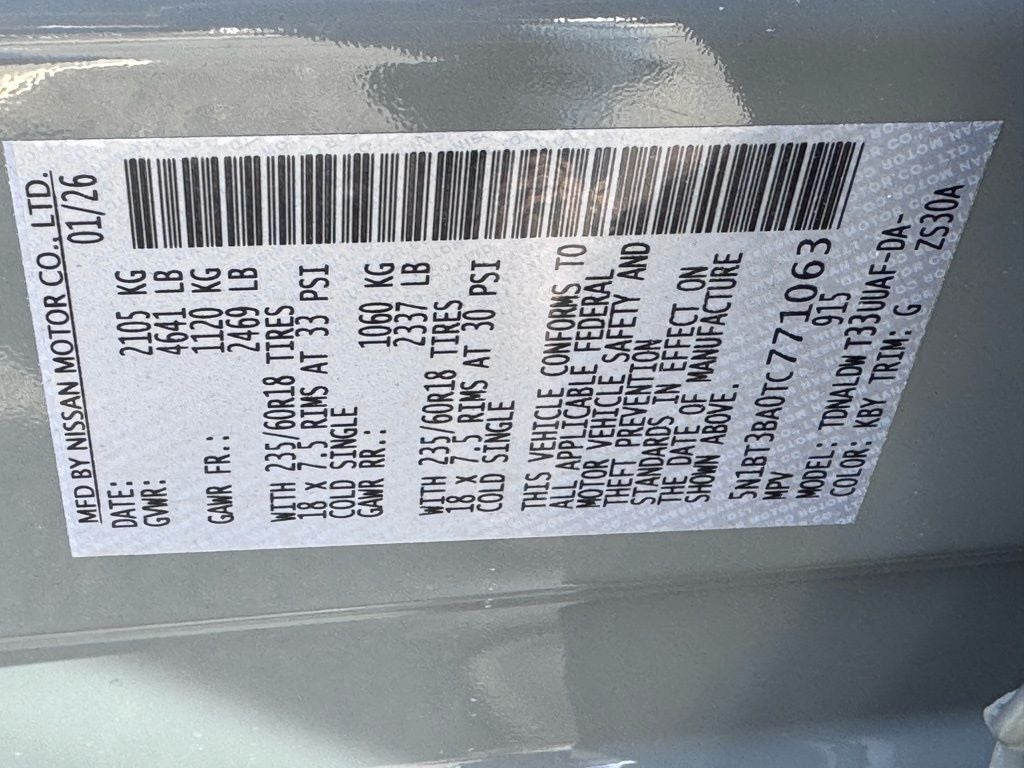 MFD BY NISSAN MOTOR CO., LTD.
DATE: 01/26
GVWR: 2105 KG
4641 LB
GAWR FR.: 1120 KG
2469 LB
WITH 235/60R18 TIRES
18 X 7.5 RIMS AT 33 PSI
COLD SINGLE
GAWR RR.: 1060 KG
2337 LB
WITH 235/60R18 TIRES
18 X 7.5 RIMS AT 30 PSI
COLD SINGLE
THIS VEHICLE CONFORMS TO
ALL APPLICABLE FEDERAL
MOTOR VEHICLE SAFETY AND
THEFT PREVENTION
STANDARDS IN EFFECT ON
THE DATE OF MANUFACTURE
SHOWN ABOVE.
5N1BT3BA0TC771063
MPV 915
MODEL: TDNALDW T33UUAF-DA-
COLOR: KBY TRIM: G ZS30A